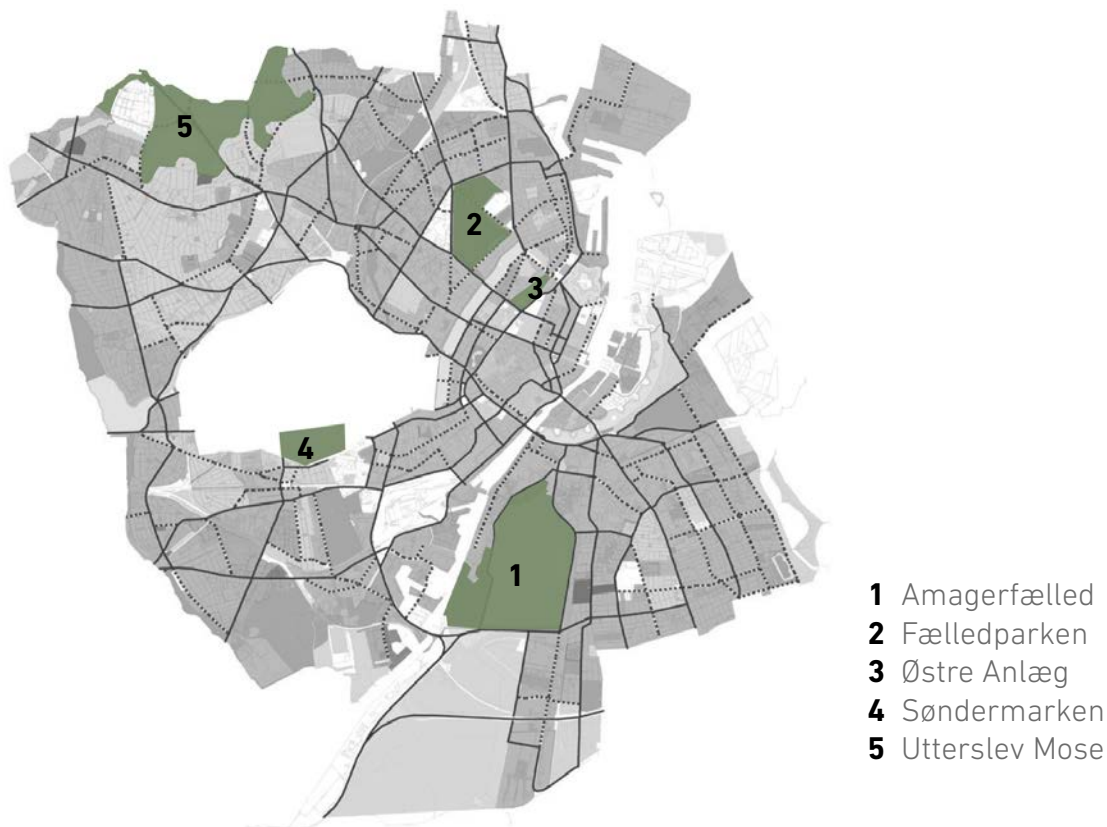 5
2
3
4
1
1 Amagerfælled
2 Fælledparken
3 Østre Anlæg
4 Søndermarken
5 Utterslev Mose